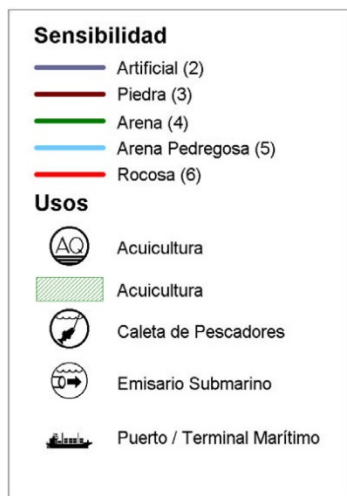 Sensibilidad
Artificial (2)
Piedra (3)
Arena (4)
Arena Pedregosa (5)
Rocosa (6)
Usos
AQ Acuicultura
Acuicultura
Caleta de Pescadores
Emisario Submarino
Puerto / Terminal Marítimo